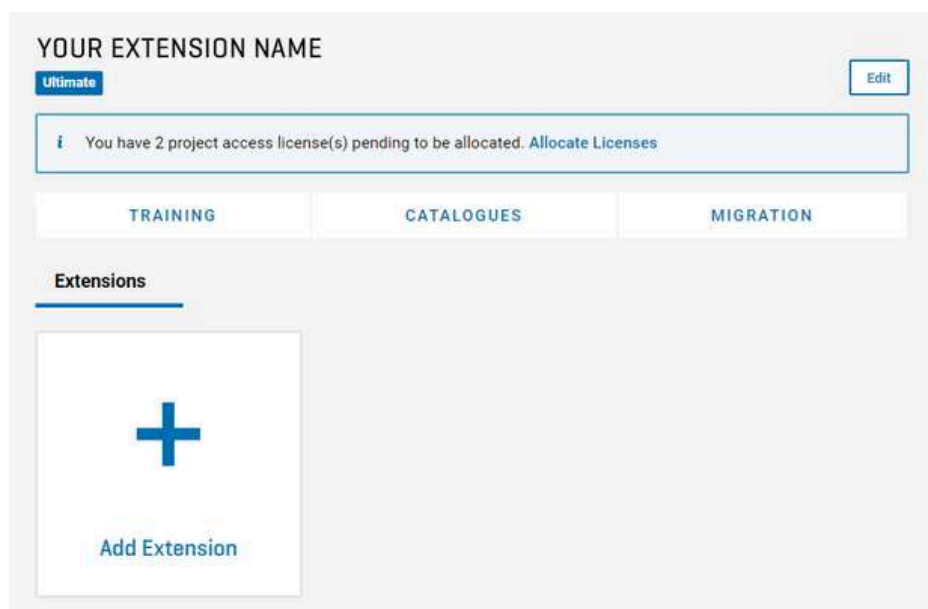 YOUR EXTENSION NAME
Ultimate
Edit
i You have 2 project access license(s) pending to be allocated. Allocate Licenses
TRAINING
CATALOGUES
MIGRATION
Extensions
Add Extension